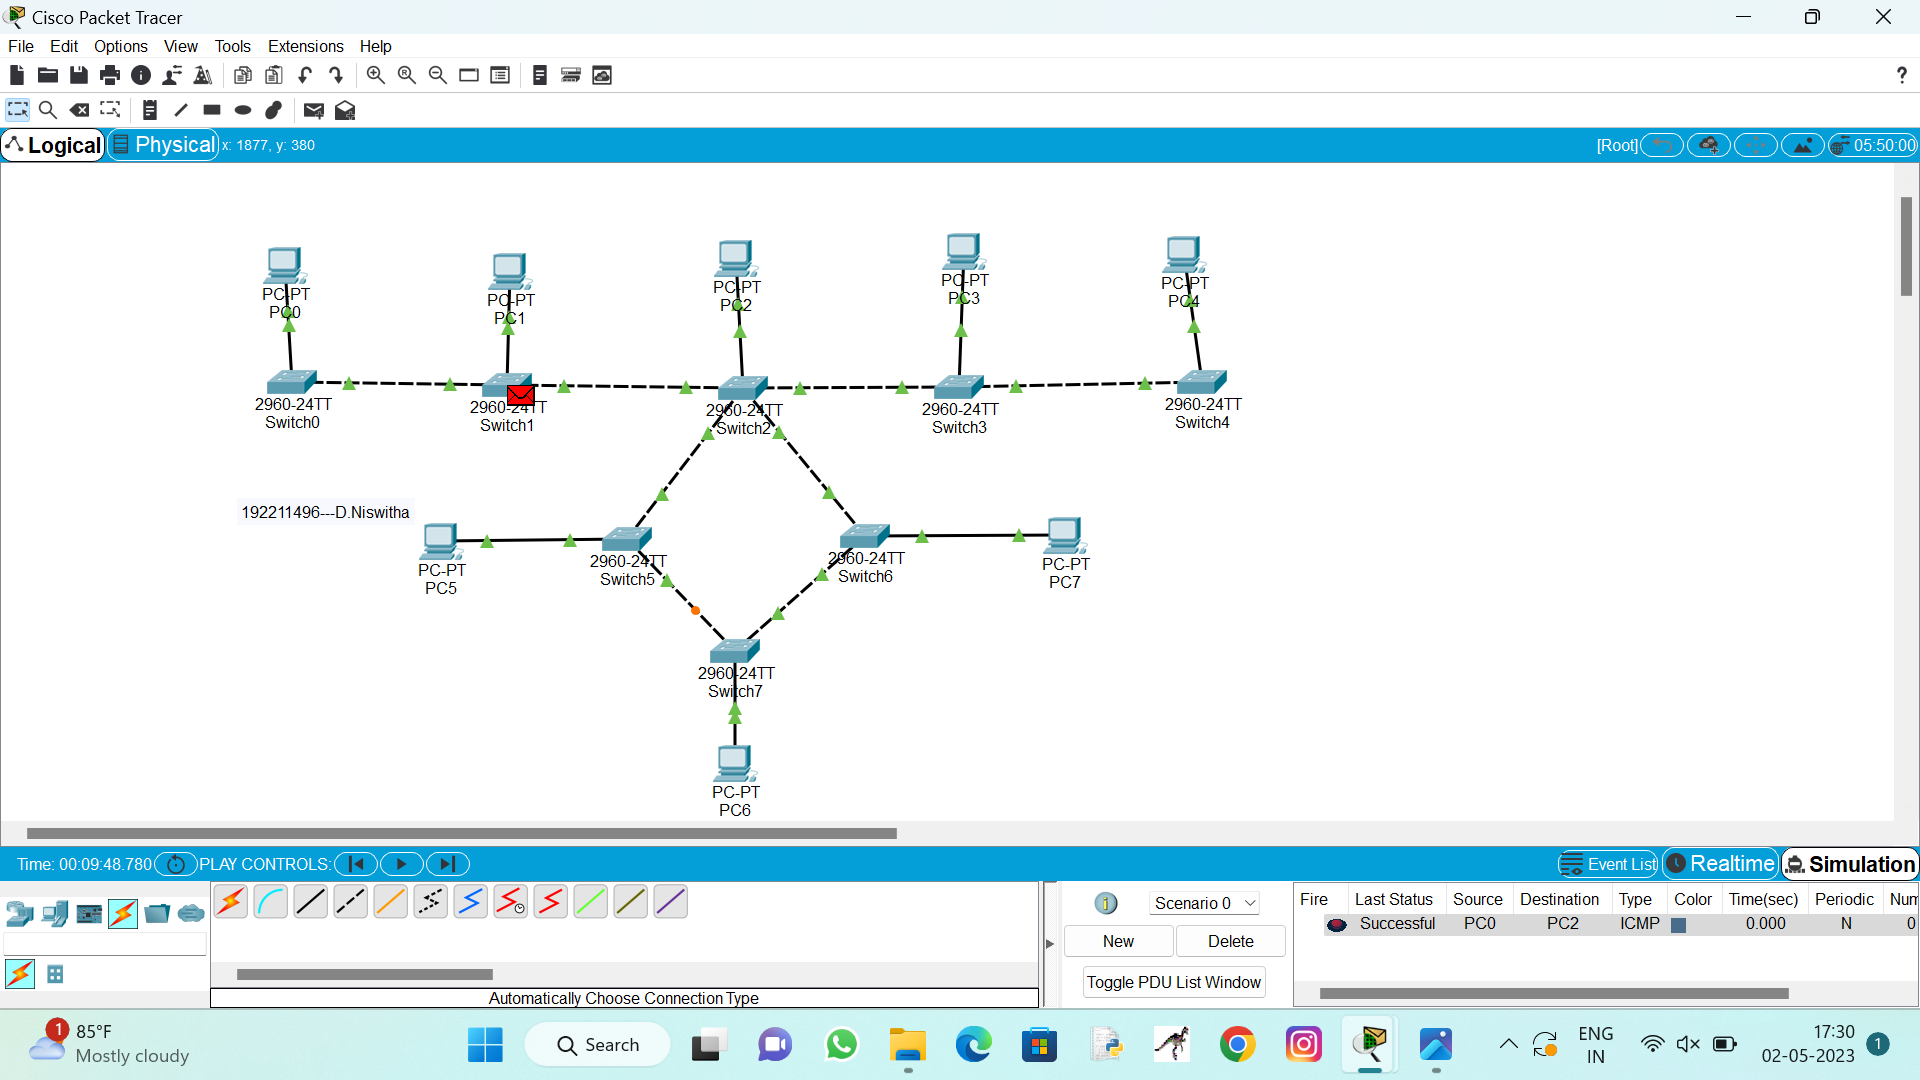 Cisco Packet Tracer
File Edit Options View Tools Extensions Help
?
Logical Physical x: 1877, y: 380 [Root] 05:50:00
PC-PT
PC0
PC-PT
PC1
PC-PT
PC2
PC-PT
PC3
PC-PT
PC4
2960-24TT
Switch0
2960-24TT
Switch1
2960-24TT
Switch2
2960-24TT
Switch3
2960-24TT
Switch4
192211496---D.Niswitha
PC-PT
PC5
2960-24TT
Switch5
2960-24TT
Switch6
PC-PT
PC7
2960-24TT
Switch7
PC-PT
PC6
Time: 00:09:48.780 PLAY CONTROLS: Event List Realtime Simulation
Scenario 0
New Delete
Toggle PDU List Window
Fire Last Status Source Destination Type Color Time(sec) Periodic Num
Successful PC0 PC2 ICMP 0.000 N 0
Automatically Choose Connection Type
1 85°F
Mostly cloudy
Search
ENG
IN
17:30
02-05-2023
1